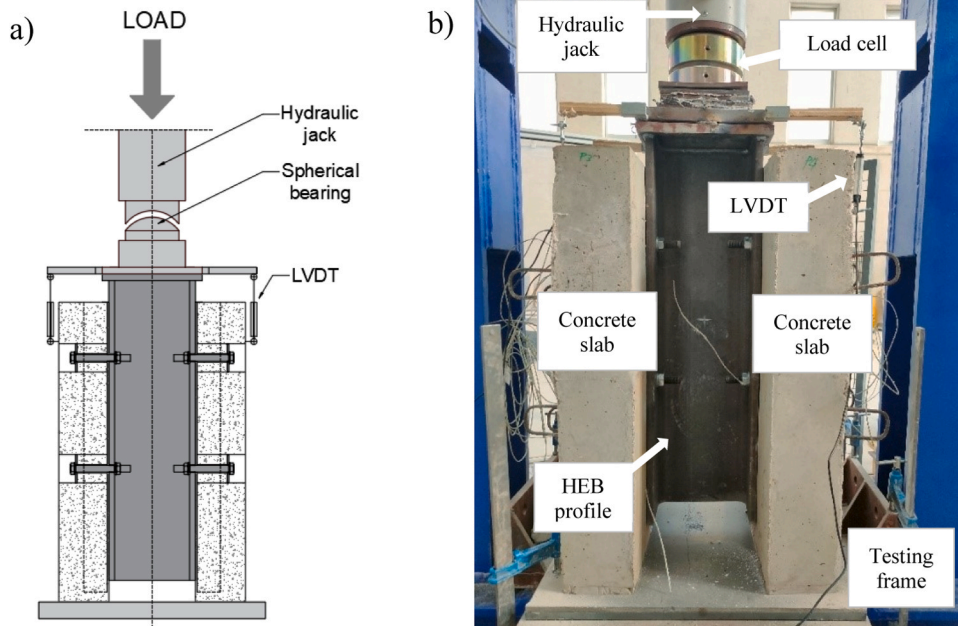 a)
LOAD
Hydraulic
jack
Spherical
bearing
LVDT
b)
Hydraulic
jack
Load cell
LVDT
Concrete
slab
Concrete
slab
HEB
profile
Testing
frame